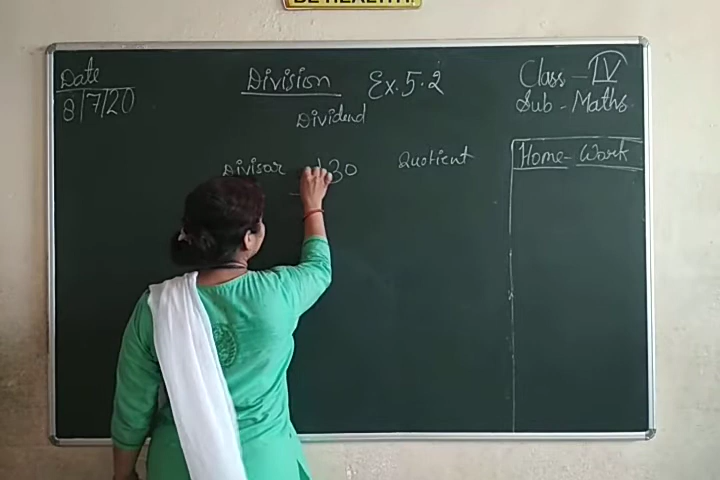 BE HEALTHY.
Date
8/7/20
Division Ex. 5.2
Dividend
Divisar 30 Quotient
Class - IV
Sub - Maths
Home - Work